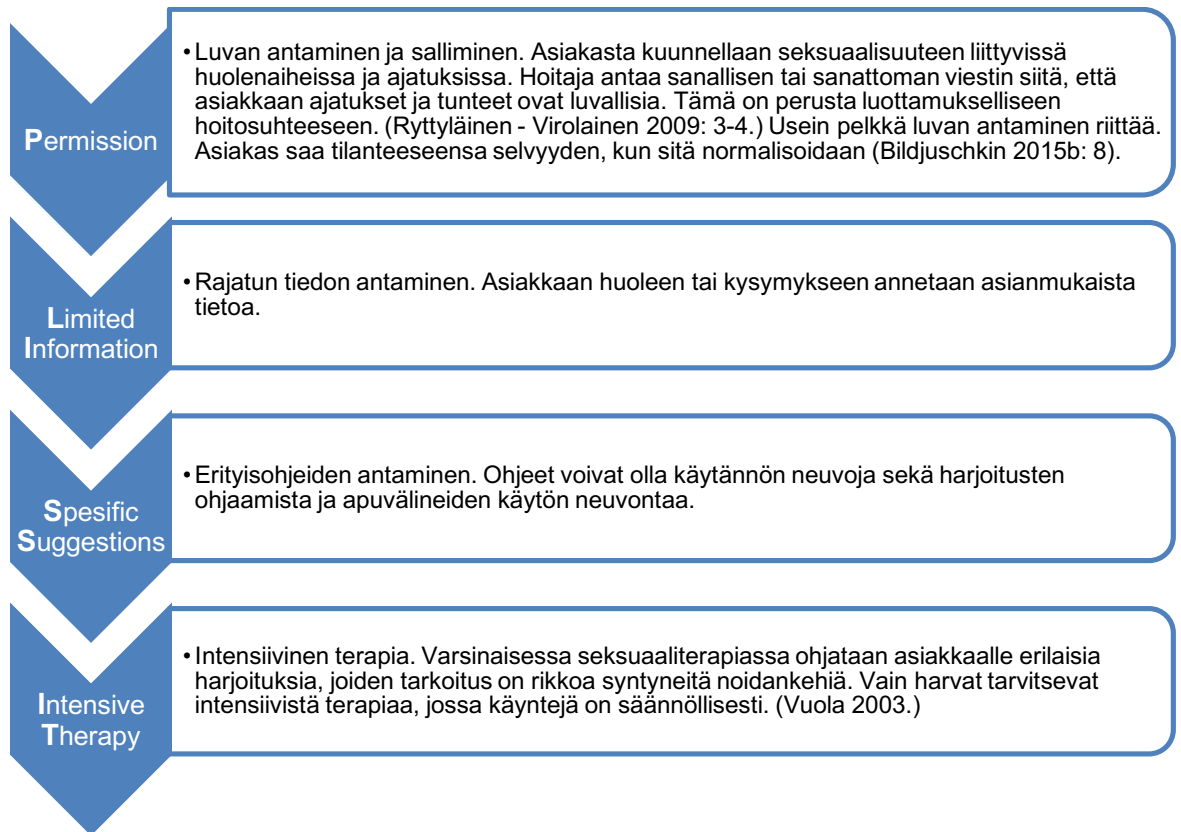 Permission
• Luvan antaminen ja salliminen. Asiakasta kuunnellaan seksuaalisuuteen liittyvissä
huolenaiheissa ja ajatuksissa. Hoitaja antaa sanallisen tai sanattoman viestin siitä, että
asiakkaan ajatukset ja tunteet ovat luvallisia. Tämä on perusta luottamukselliseen
hoitosuhteeseen. (Ryttyläinen - Virolainen 2009: 3-4.) Usein pelkkä luvan antaminen riittää.
Asiakas saa tilanteeseensa selvyyden, kun sitä normalisoidaan (Bildjuschkin 2015b: 8).
Limited
Information
• Rajatun tiedon antaminen. Asiakkaan huoleen tai kysymykseen annetaan asianmukaista
tietoa.
Spesific
Suggestions
• Erityisohjeiden antaminen. Ohjeet voivat olla käytännön neuvoja sekä harjoitusten
ohjaamista ja apuvälineiden käytön neuvontaa.
Intensive
Therapy
• Intensiivinen terapia. Varsinaisessa seksuaaliterapiassa ohjataan asiakkaalle erilaisia
harjoituksia, joiden tarkoitus on rikkoa syntyneitä noidankehiä. Vain harvat tarvitsevat
intensiivistä terapiaa, jossa käyntejä on säännöllisesti. (Vuola 2003.)